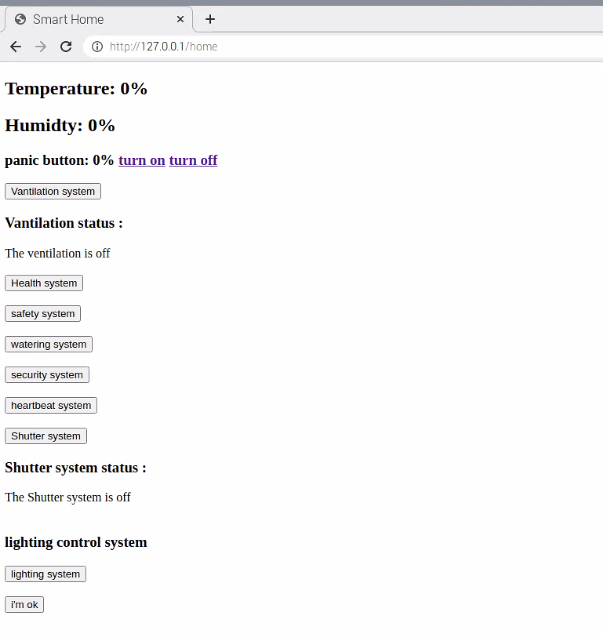 Smart Home
http://127.0.0.1/home
Temperature: 0%
Humidty: 0%
panic button: 0% turn on turn off
Vantilation system
Vantilation status :
The ventilation is off
Health system
safety system
watering system
security system
heartbeat system
Shutter system
Shutter system status :
The Shutter system is off
lighting control system
lighting system
i'm ok